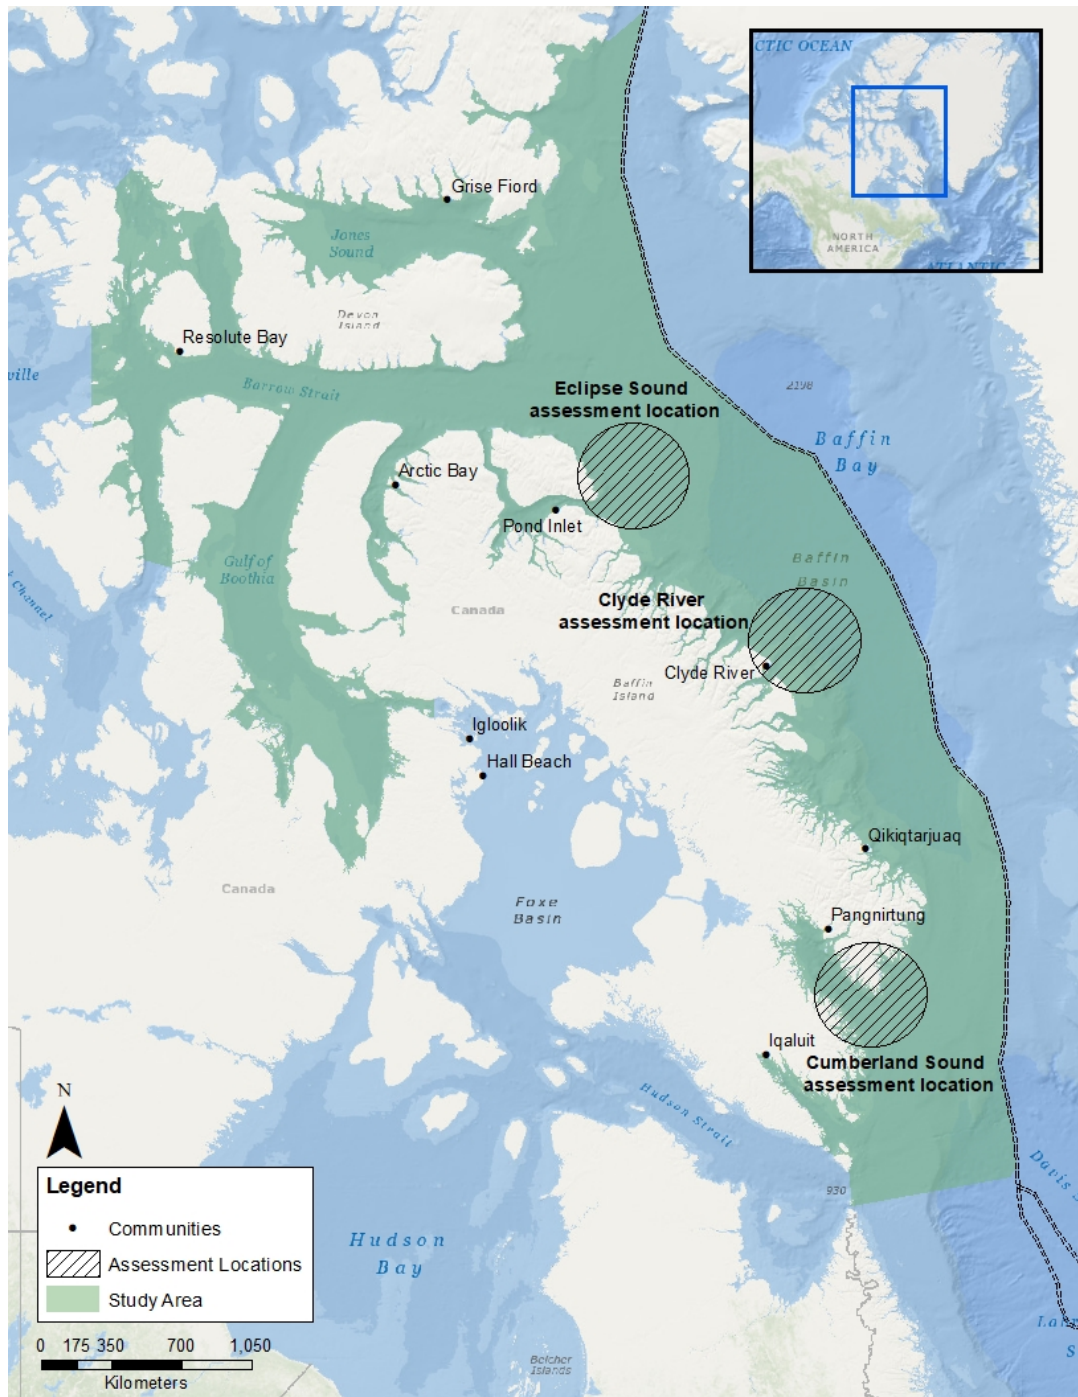 CTIC OCEAN
NORTH
AMERICA
ATLANTIC
Grise Fiord
Jones
Sound
Devon
Island
Resolute Bay
ville
Barrow Strait
2198
Eclipse Sound
assessment location
Baffin
Bay
Arctic Bay
Pond Inlet
Baffin
Basin
Gulf of
Boothia
Channel
Canada
Clyde River
assessment location
Clyde River
Baffin
Island
Igloolik
Hall Beach
Qikiqtarjuaq
Canada
Foxe
Basin
Pangnirtung
Iqaluit
Cumberland Sound
assessment location
Hudson Strait
N
Davis
930
Legend
Communities
Assessment Locations
Study Area
Hudson
Bay
0 175 350 700 1,050
Kilometers
Belcher
Islands
S